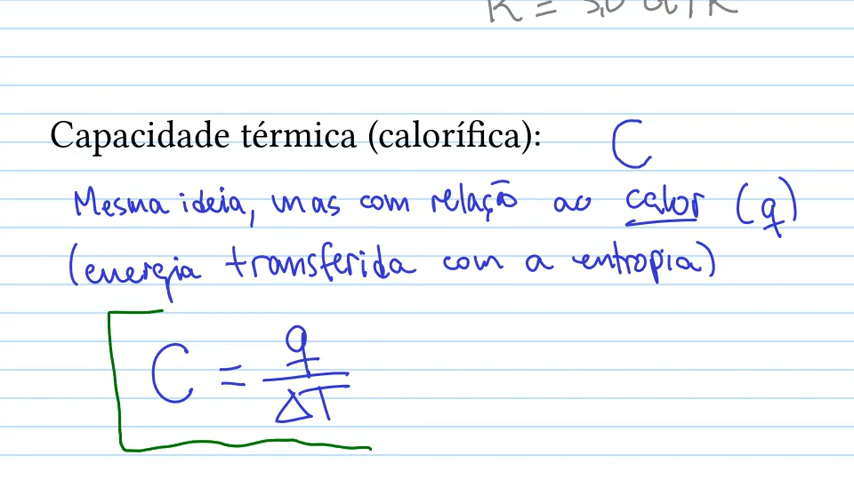 Capacidade térmica (calorífica): C
Mesma ideia, mas com relação ao calor (q)
(energia transferida com a entropia)
C = q / ΔT